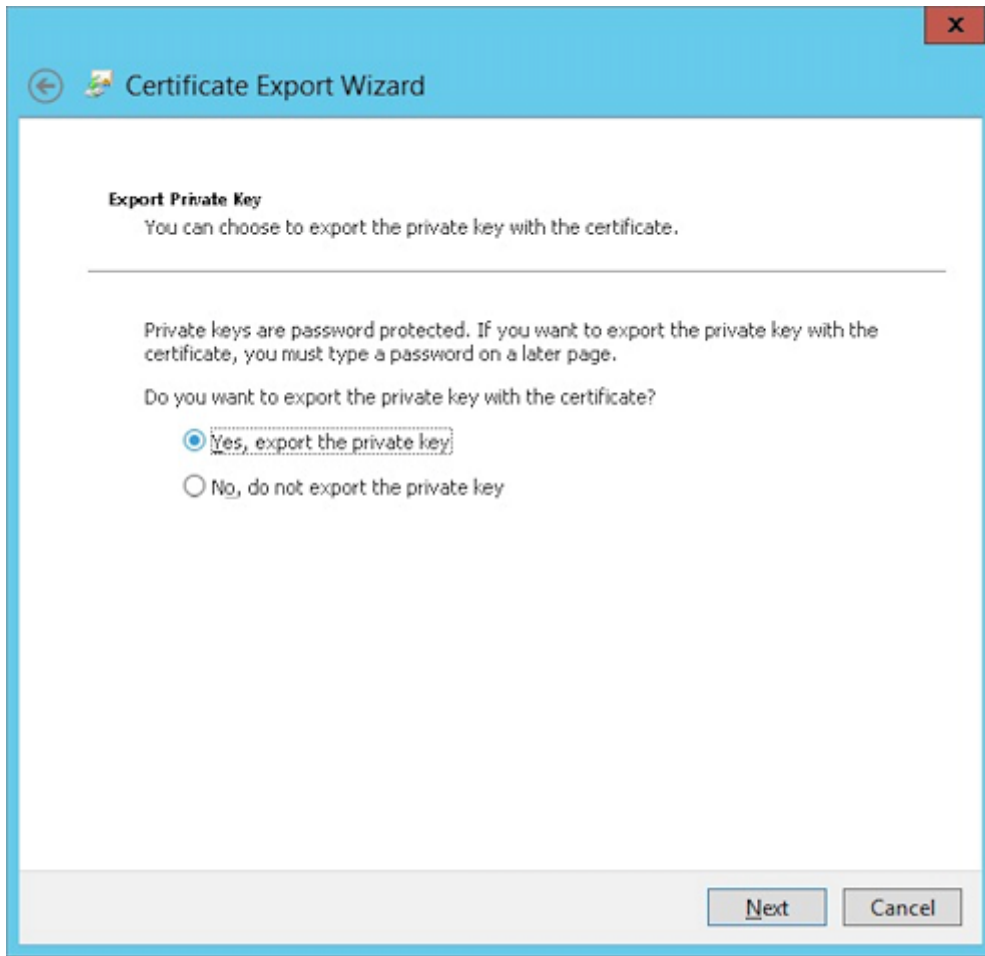 X
Certificate Export Wizard
Export Private Key
You can choose to export the private key with the certificate.
Private keys are password protected. If you want to export the private key with the
certificate, you must type a password on a later page.
Do you want to export the private key with the certificate?
Yes, export the private key
No, do not export the private key
Next
Cancel